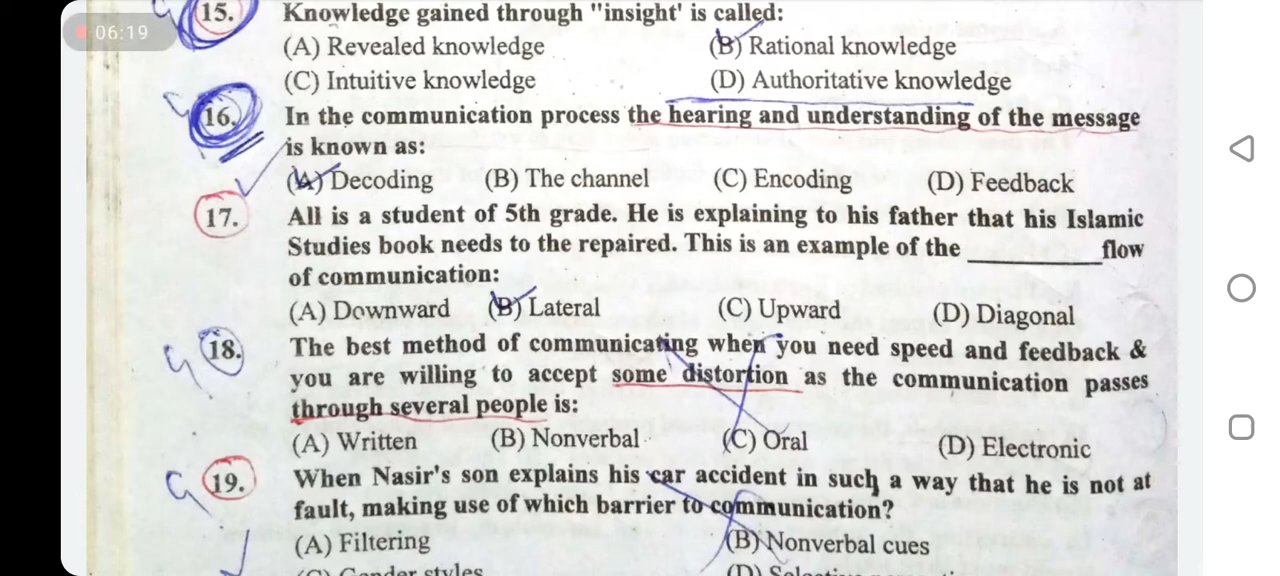 06:19
15. Knowledge gained through "insight' is called:
(A) Revealed knowledge (B) Rational knowledge
(C) Intuitive knowledge (D) Authoritative knowledge
16. In the communication process the hearing and understanding of the message
is known as:
(A) Decoding (B) The channel (C) Encoding (D) Feedback
17. All is a student of 5th grade. He is explaining to his father that his Islamic
Studies book needs to the repaired. This is an example of the __________ flow
of communication:
(A) Downward (B) Lateral (C) Upward (D) Diagonal
18. The best method of communicating when you need speed and feedback &
you are willing to accept some distortion as the communication passes
through several people is:
(A) Written (B) Nonverbal (C) Oral (D) Electronic
19. When Nasir's son explains his car accident in such a way that he is not at
fault, making use of which barrier to communication?
(A) Filtering (B) Nonverbal cues
(C) Gender styles (D)